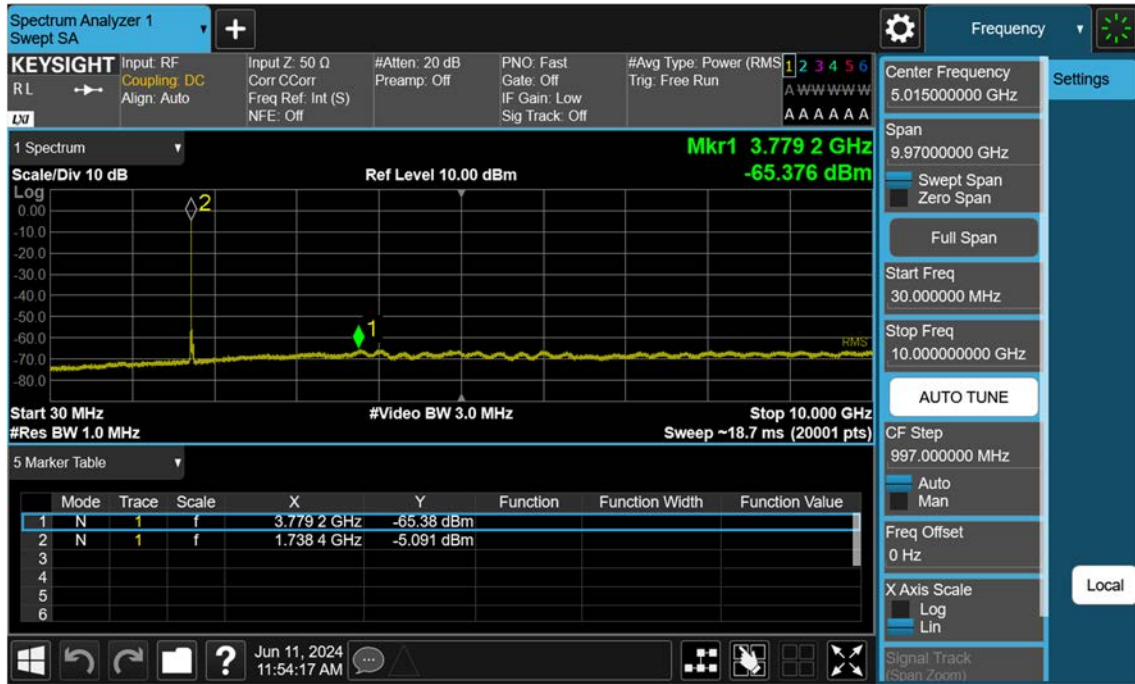 Spectrum Analyzer 1
Swept SA
+
Frequency
KEYSIGHT
RL
LXI
Input: RF
Coupling: DC
Align: Auto
Input Z: 50 Ω
Corr CCorr
Freq Ref: Int (S)
NFE: Off
#Atten: 20 dB
Preamp: Off
PNO: Fast
Gate: Off
IF Gain: Low
Sig Track: Off
#Avg Type: Power (RMS
Trig: Free Run
1 2 3 4 5 6
A W W W W W
A A A A A A
1 Spectrum
Scale/Div 10 dB
Ref Level 10.00 dBm
Mkr1 3.779 2 GHz
-65.376 dBm
Log
0.00
-10.0
-20.0
-30.0
-40.0
-50.0
-60.0
-70.0
-80.0
2
1
RMS
Start 30 MHz
#Video BW 3.0 MHz
Stop 10.000 GHz
#Res BW 1.0 MHz
Sweep ~18.7 ms (20001 pts)
5 Marker Table
Mode Trace Scale X Y Function Function Width Function Value
1 N 1 f 3.779 2 GHz -65.38 dBm
2 N 1 f 1.738 4 GHz -5.091 dBm
3
4
5
6
?
Jun 11, 2024
11:54:17 AM
Center Frequency
5.015000000 GHz
Span
9.97000000 GHz
Swept Span
Zero Span
Full Span
Start Freq
30.000000 MHz
Stop Freq
10.000000000 GHz
AUTO TUNE
CF Step
997.000000 MHz
Auto
Man
Freq Offset
0 Hz
X Axis Scale
Log
Lin
Signal Track
(Span Zoom)
Settings
Local